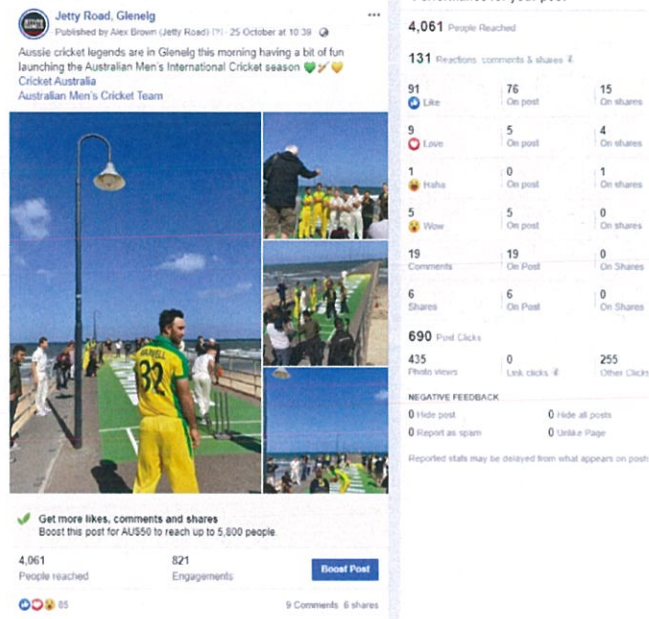 Jetty Road, Glenelg
Published by Alex Brown (Jetty Road) [?] · 25 October at 10:39
Aussie cricket legends are in Glenelg this morning having a bit of fun
launching the Australian Men's International Cricket season 💚🏏💛
Cricket Australia
Australian Men's Cricket Team
32
Get more likes, comments and shares
Boost this post for AU$50 to reach up to 5,800 people.
4,061 821
People reached Engagements
Boost Post
85
9 Comments 6 shares
4,061 People Reached
131 Reactions, comments & shares
91 76 15
Like On post On shares
9 5 4
Love On post On shares
1 0 1
Haha On post On shares
5 5 0
Wow On post On shares
19 19 0
Comments On Post On Shares
6 6 0
Shares On Post On Shares
690 Post Clicks
435 0 255
Photo views Link clicks Other Clicks
NEGATIVE FEEDBACK
0 Hide post 0 Hide all posts
0 Report as spam 0 Unlike Page
Reported stats may be delayed from what appears on posts